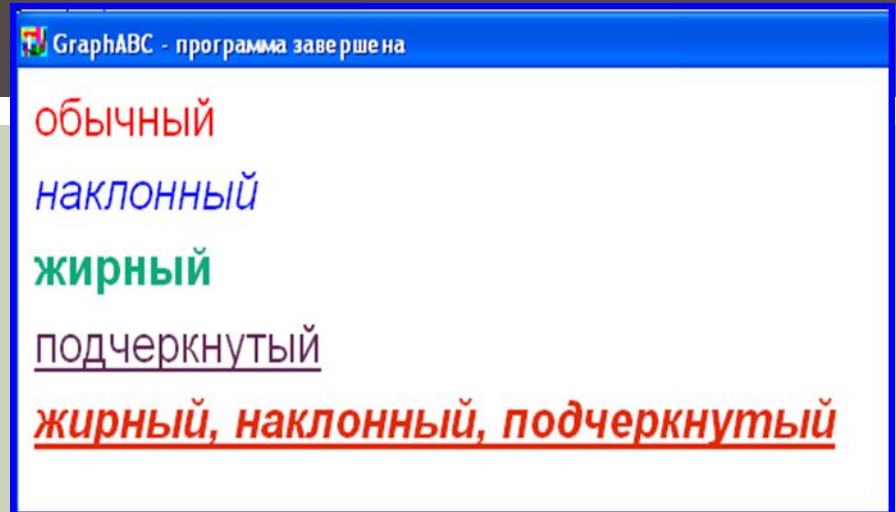 GraphABC - программа завершена
обычный
наклонный
жирный
подчеркнутый
жирный, наклонный, подчеркнутый